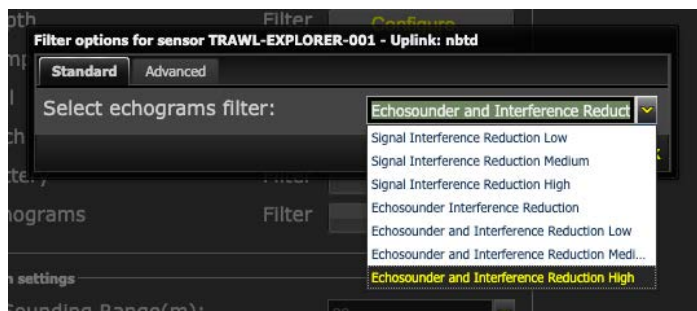 Filter
Configure
Filter options for sensor TRAWL-EXPLORER-001 - Uplink: nbtd
Standard Advanced
Select echograms filter: Echosounder and Interference Reduct
Signal Interference Reduction Low
Signal Interference Reduction Medium
Signal Interference Reduction High
Echosounder Interference Reduction
Echosounder and Interference Reduction Low
Echosounder and Interference Reduction Medi...
Echosounder and Interference Reduction High
ograms Filter
settings
Sounding Range(m):